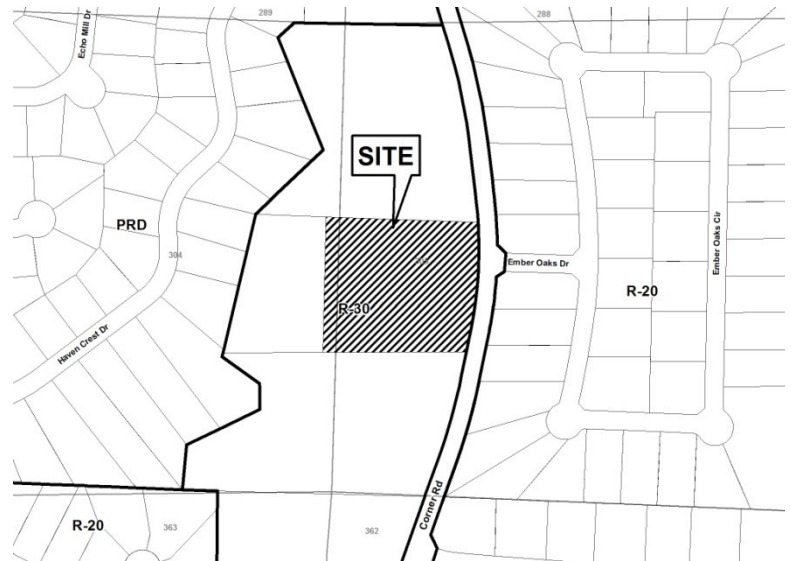 289
288
Echo Mill Dr
SITE
PRD
304
Ember Oaks Dr
Ember Oaks Cir
R-20
R-30
Haven Crest Dr
Corner Rd
R-20
363
362